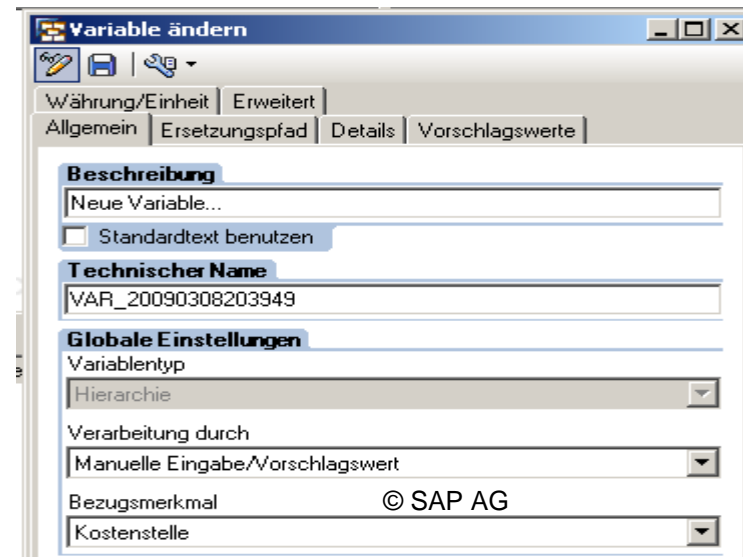 Variable ändern
Währung/Einheit Erweitert
Allgemein Ersetzungspfad Details Vorschlagswerte
Beschreibung
Neue Variable...
Standardtext benutzen
Technischer Name
VAR_20090308203949
Globale Einstellungen
Variablentyp
Hierarchie
Verarbeitung durch
Manuelle Eingabe/Vorschlagswert
Bezugsmerkmal © SAP AG
Kostenstelle